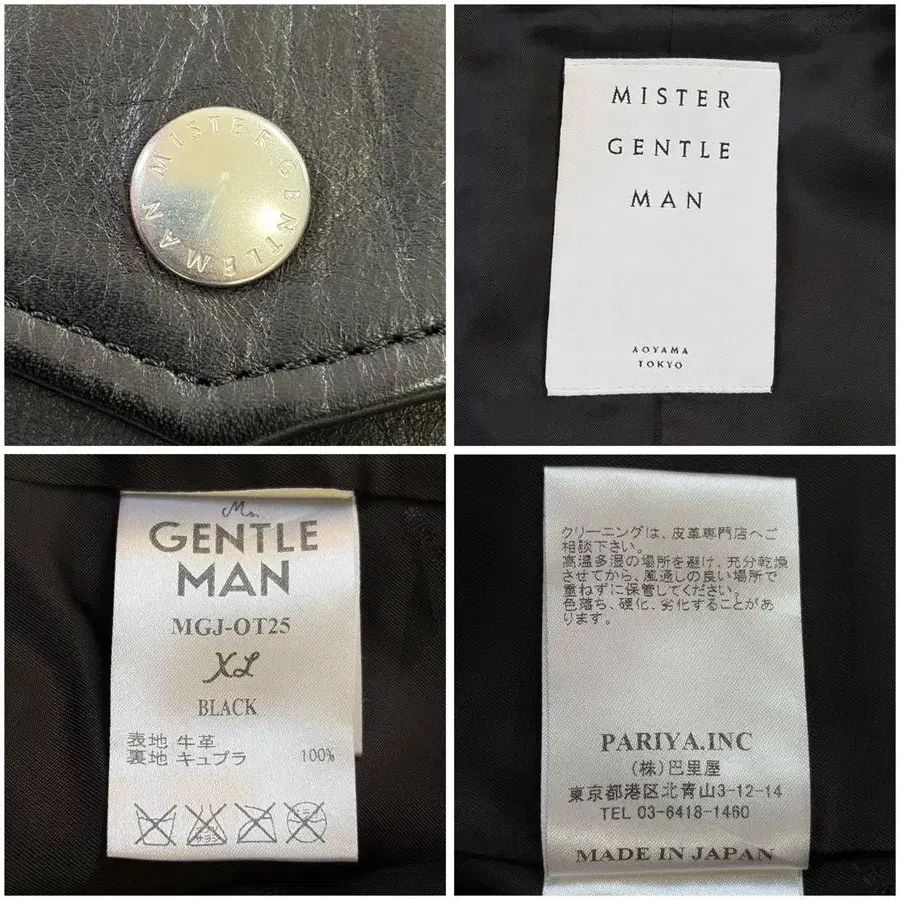 MISTER GENTLEMAN
MISTER
GENTLE
MAN
AOYAMA
TOKYO
Mr.
GENTLE
MAN
MGJ-OT25
XL
BLACK
表地 牛革
裏地 キュプラ 100%
クリーニングは、皮革専門店へご
相談下さい。
高温多湿の場所を避け、充分乾燥
させてから、風通しの良い場所で
重ねずに保管してください。
色落ち、硬化、劣化することがあ
ります。
PARIYA.INC
(株)巴里屋
東京都港区北青山3-12-14
TEL 03-6418-1460
MADE IN JAPAN